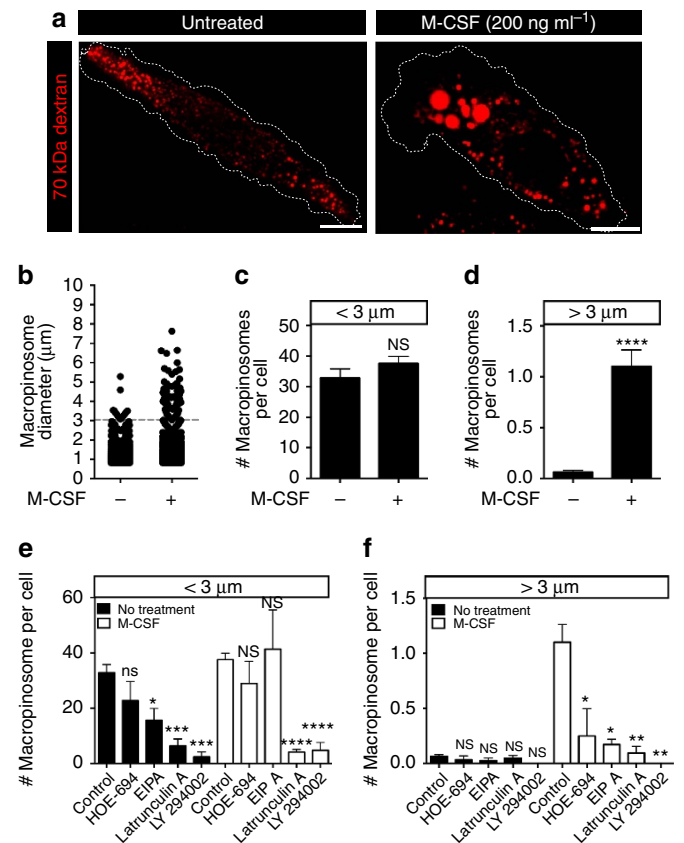 a
Untreated
M-CSF (200 ng ml⁻¹)
70 kDa dextran
b
Macropinosome
diameter (μm)
10
9
8
7
6
5
4
3
2
1
0
M-CSF
–
+
c
# Macropinosomes
per cell
< 3 μm
50
40
30
20
10
0
NS
M-CSF
–
+
d
# Macropinosomes
per cell
> 3 μm
1.5
1.0
0.5
0.0
****
M-CSF
–
+
e
# Macropinosome per cell
< 3 μm
60
40
20
0
No treatment
M-CSF
ns
*
***
***
NS
NS
****
****
Control
HOE-694
EIPA
Latrunculin A
LY 294002
Control
HOE-694
EIP A
Latrunculin A
LY 294002
f
# Macropinosome per cell
> 3 μm
1.5
1.0
0.5
0.0
No treatment
M-CSF
NS
NS
NS
NS
*
*
**
**
Control
HOE-694
EIPA
Latrunculin A
LY 294002
Control
HOE-694
EIP A
Latrunculin A
LY 294002